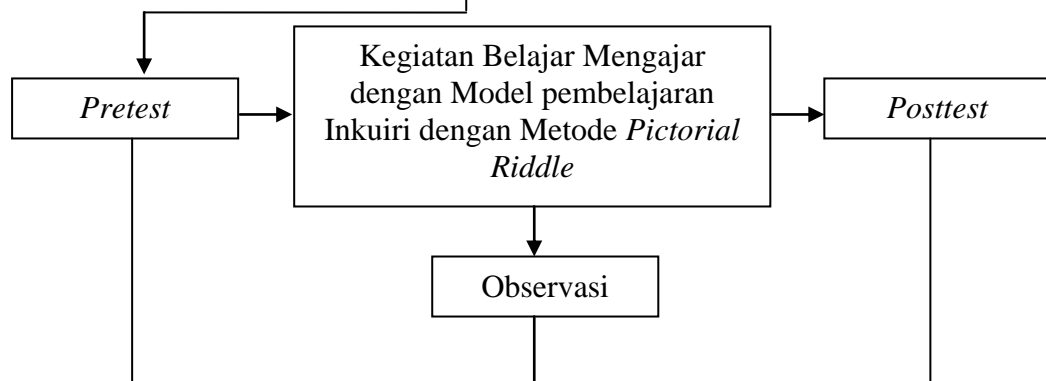 Pretest
Kegiatan Belajar Mengajar
dengan Model pembelajaran
Inkuiri dengan Metode Pictorial
Riddle
Posttest
Observasi